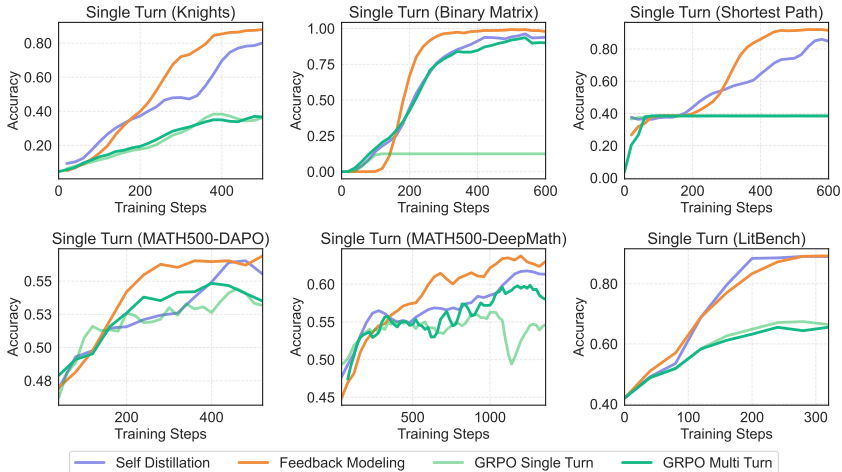 Single Turn (Knights)
Single Turn (Binary Matrix)
Single Turn (Shortest Path)
Accuracy
0.80
0.60
0.40
0.20
0
200
400
Training Steps
Accuracy
1.00
0.75
0.50
0.25
0.00
0
200
400
600
Training Steps
Accuracy
0.80
0.60
0.40
0.20
0.00
0
200
400
600
Training Steps
Single Turn (MATH500-DAPO)
Single Turn (MATH500-DeepMath)
Single Turn (LitBench)
Accuracy
0.55
0.53
0.50
0.48
200
400
Training Steps
Accuracy
0.60
0.55
0.50
0.45
500
1000
Training Steps
Accuracy
0.80
0.60
0.40
0
100
200
300
Training Steps
Self Distillation
Feedback Modeling
GRPO Single Turn
GRPO Multi Turn